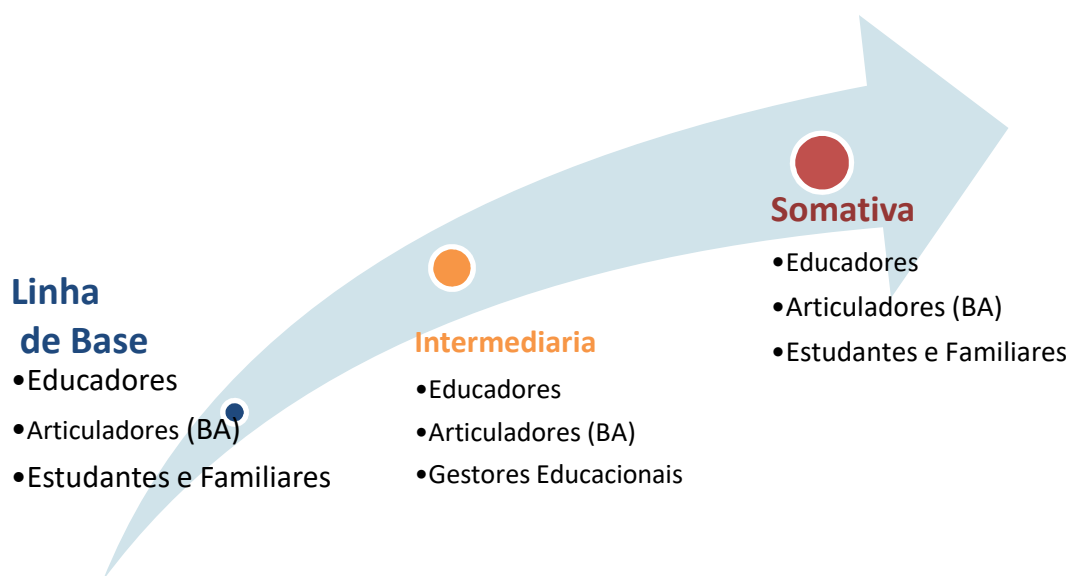 Linha
de Base
•Educadores
•Articuladores (BA)
•Estudantes e Familiares
Intermediaria
•Educadores
•Articuladores (BA)
•Gestores Educacionais
Somativa
•Educadores
•Articuladores (BA)
•Estudantes e Familiares